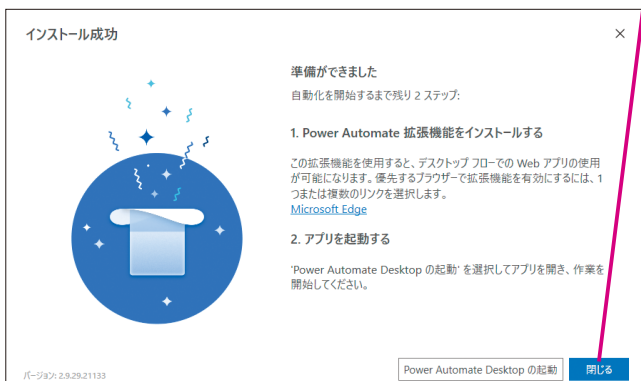 インストール成功
準備ができました
自動化を開始するまで残り 2 ステップ:
1. Power Automate 拡張機能をインストールする
この拡張機能を使用すると、デスクトップ フローでの Web アプリの使用
が可能になります。優先するブラウザーで拡張機能を有効にするには、1
つまたは複数のリンクを選択します。
Microsoft Edge
2. アプリを起動する
'Power Automate Desktop の起動' を選択してアプリを開き、作業を
開始してください。
バージョン: 2.9.29.21133
Power Automate Desktop の起動
閉じる